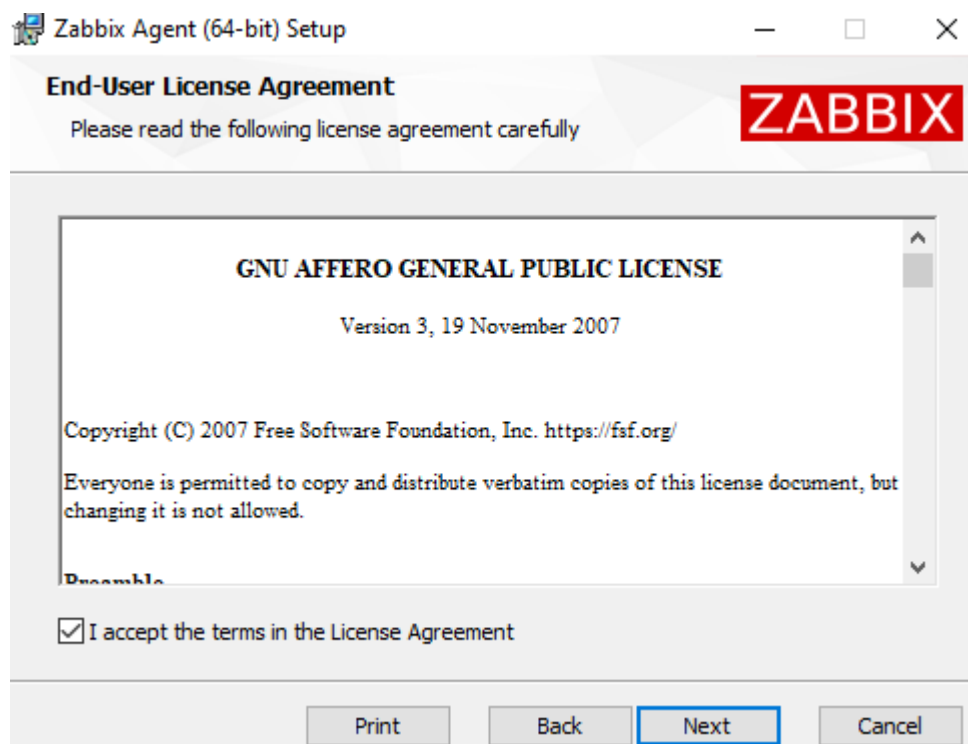 Zabbix Agent (64-bit) Setup
End-User License Agreement
Please read the following license agreement carefully
ZABBIX
GNU AFFERO GENERAL PUBLIC LICENSE
Version 3, 19 November 2007
Copyright (C) 2007 Free Software Foundation, Inc. https://fsf.org/
Everyone is permitted to copy and distribute verbatim copies of this license document, but
changing it is not allowed.
Preamble
I accept the terms in the License Agreement
Print
Back
Next
Cancel